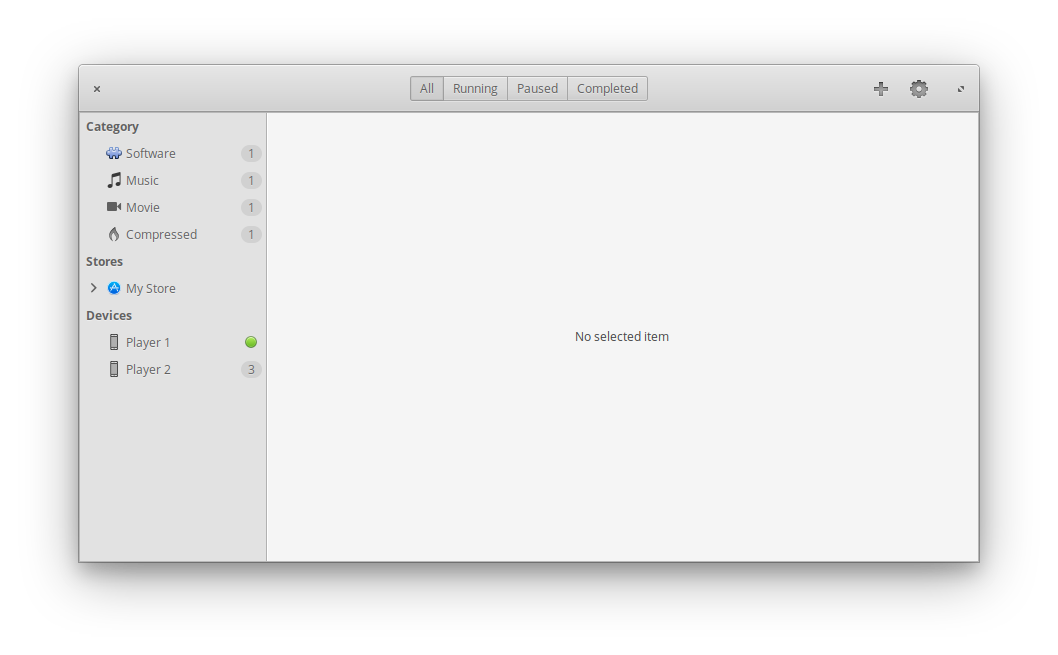 All Running Paused Completed
Category
Software 1
Music 1
Movie 1
Compressed 1
Stores
My Store
Devices
Player 1
Player 2 3
No selected item